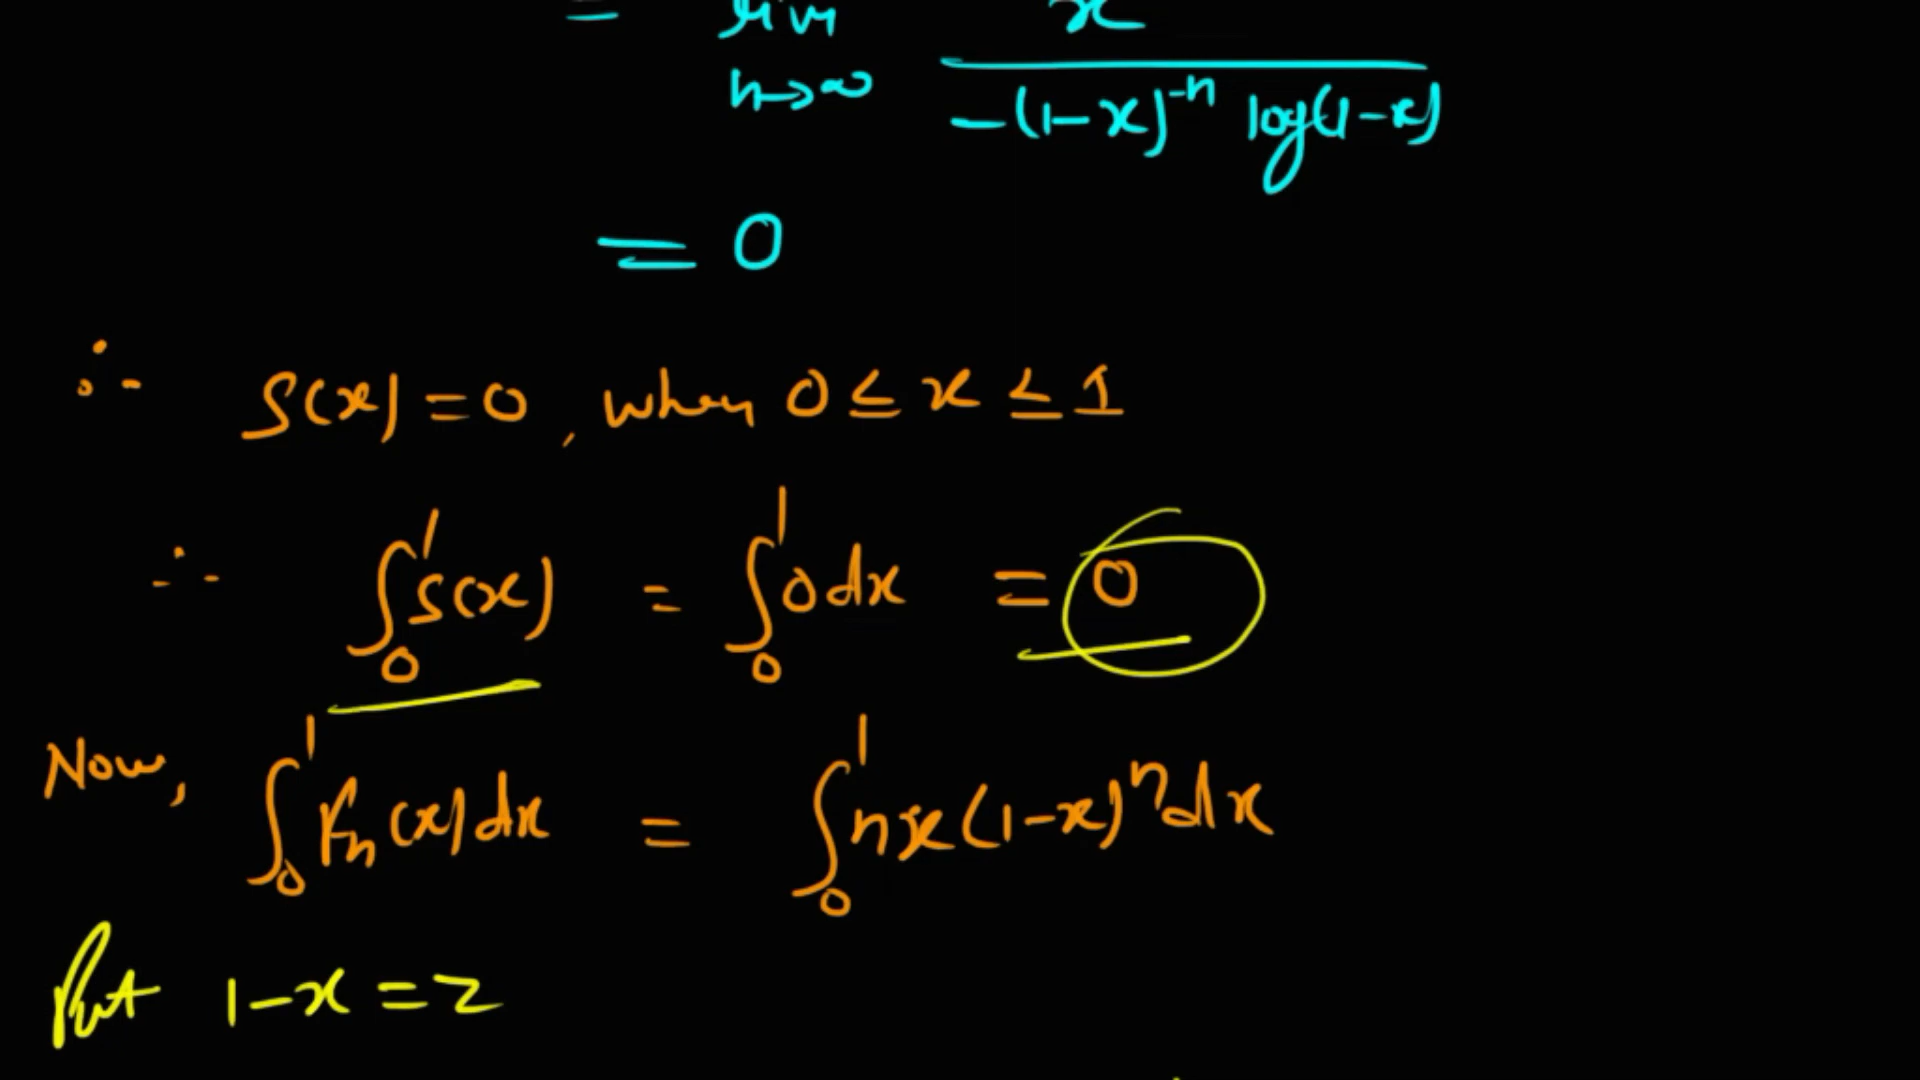 = lim x
n→∞ -(1-x)^-n log(1-x)
= 0
∴ S(x) = 0, when 0 ≤ x ≤ 1
∴ ∫₀¹ S(x) = ∫₀¹ 0 dx = 0
Now, ∫₀¹ fn(x) dx = ∫₀¹ nx(1-x)^n dx
Put 1-x = z